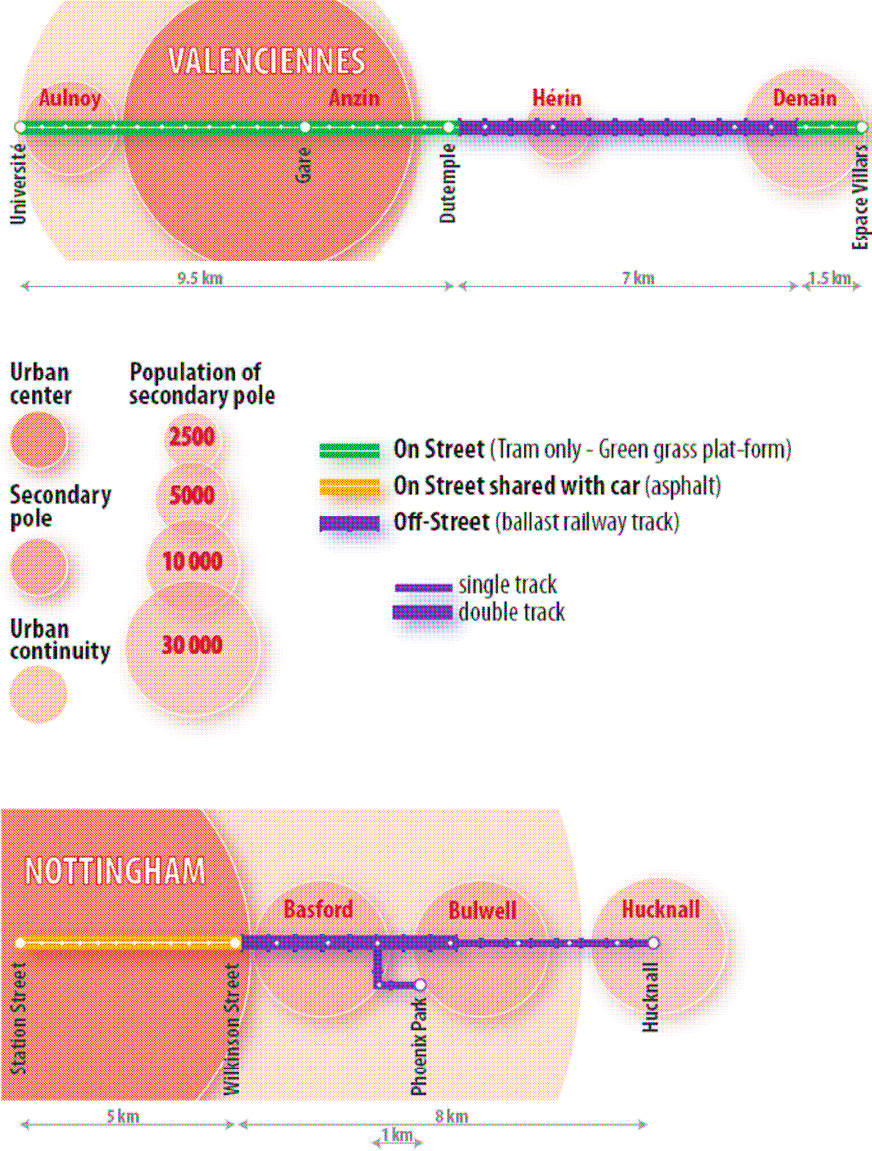 VALENCIENNES
Aulnoy
Anzin
Hérin
Denain
Université
Gare
Dutemple
Espace Villars
9.5 km
7 km
1.5 km
Urban
center
Population of
secondary pole
2500
Secondary
pole
5000
10 000
Urban
continuity
30 000
On Street (Tram only - Green grass plat-form)
On Street shared with car (asphalt)
Off-Street (ballast railway track)
single track
double track
NOTTINGHAM
Basford
Bulwell
Hucknall
Station Street
Wilkinson Street
Phoenix Park
Hucknall
5 km
8 km
1 km